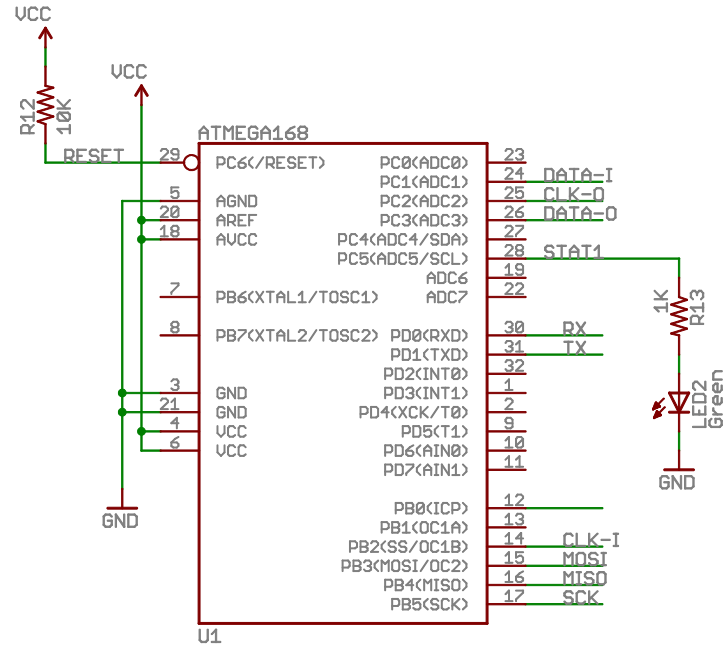 VCC
VCC
R12
10K
ATMEGA168
RESET 29 PC6(/RESET) PC0(ADC0) 23
PC1(ADC1) 24 DATA-I
5 AGND PC2(ADC2) 25 CLK-O
20 AREF PC3(ADC3) 26 DATA-O
18 AVCC PC4(ADC4/SDA) 27
PC5(ADC5/SCL) 28 STAT1
ADC6 19
7 PB6(XTAL1/TOSC1) ADC7 22
1K
R13
8 PB7(XTAL2/TOSC2) PD0(RXD) 30 RX
PD1(TXD) 31 TX
PD2(INT0) 32
3 GND PD3(INT1) 1
21 GND PD4(XCK/T0) 2
LED2
Green
4 VCC PD5(T1) 9
6 VCC PD6(AIN0) 10
PD7(AIN1) 11
GND
PB0(ICP) 12
GND
PB1(OC1A) 13
PB2(SS/OC1B) 14 CLK-I
PB3(MOSI/OC2) 15 MOSI
PB4(MISO) 16 MISO
PB5(SCK) 17 SCK
U1